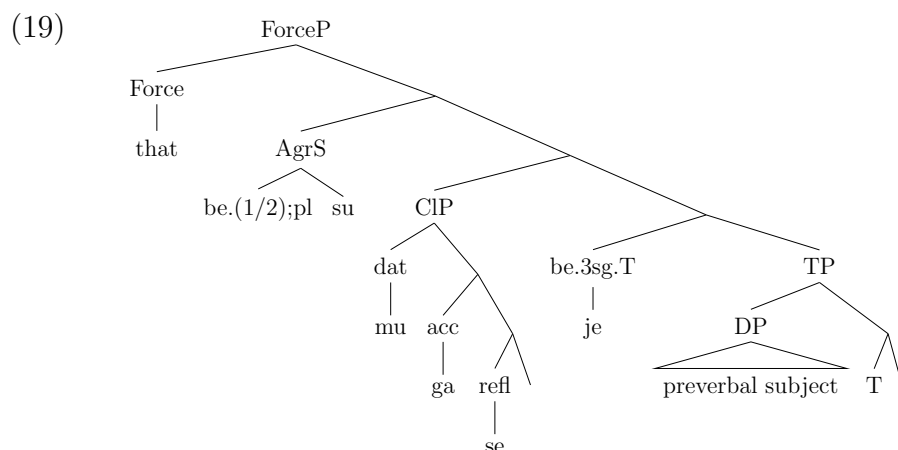 (19)
ForceP
Force
that
AgrS
be.(1/2);pl su
ClP
be.3sg.T
TP
dat
mu
acc
je
DP
ga
refl
preverbal subject
T
se